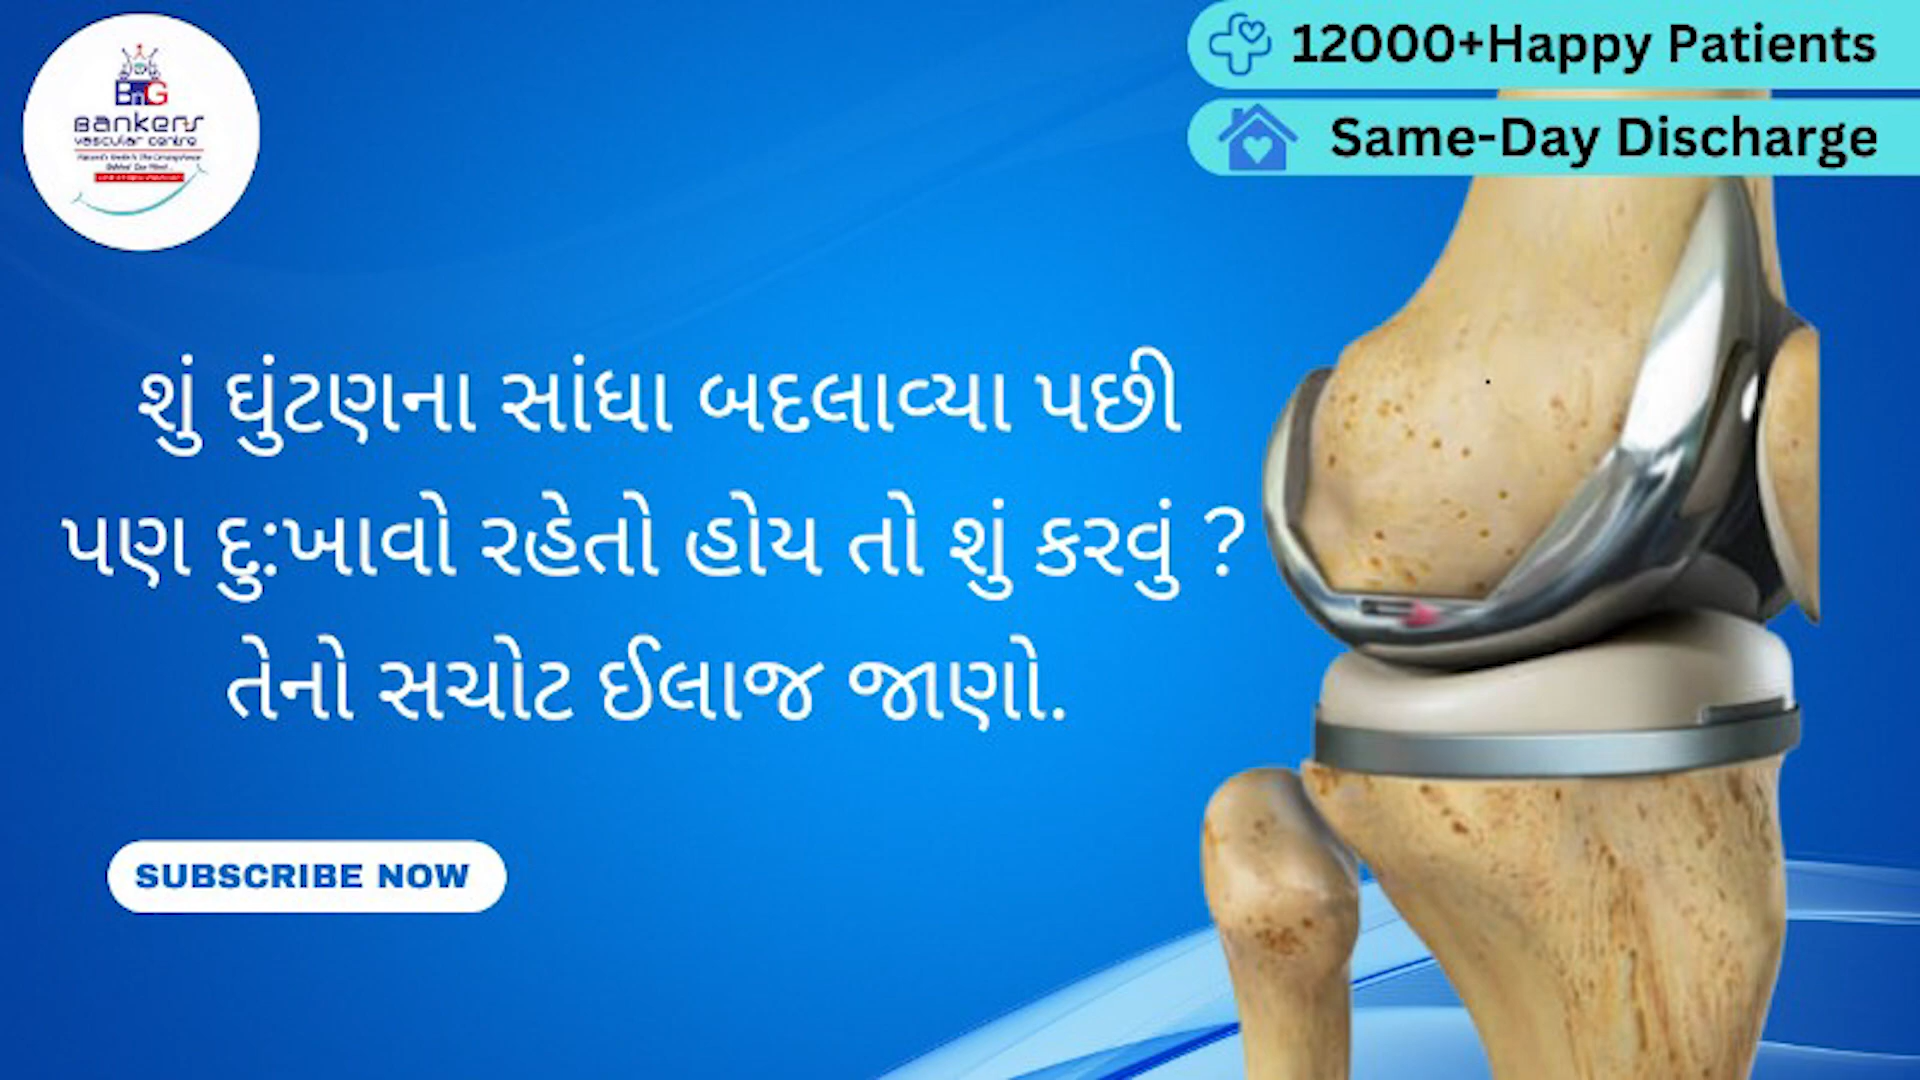 BnG
Bankers
vascular centre
12000+Happy Patients
Same-Day Discharge
શું ઘુંટણના સાંધા બદલાવ્યા પછી
પણ દુ:ખાવો રહેતો હોય તો શું કરવું ?
તેનો સચોટ ઈલાજ જાણો.
SUBSCRIBE NOW